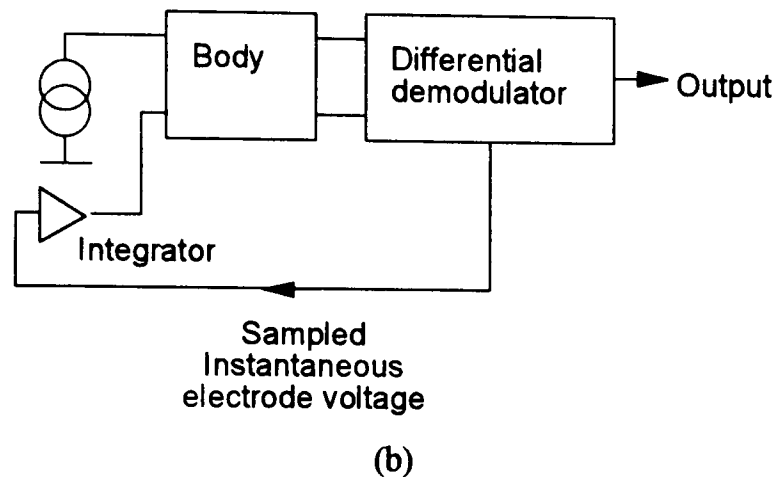 Body
Differential
demodulator
Output
Integrator
Sampled
Instantaneous
electrode voltage
(b)